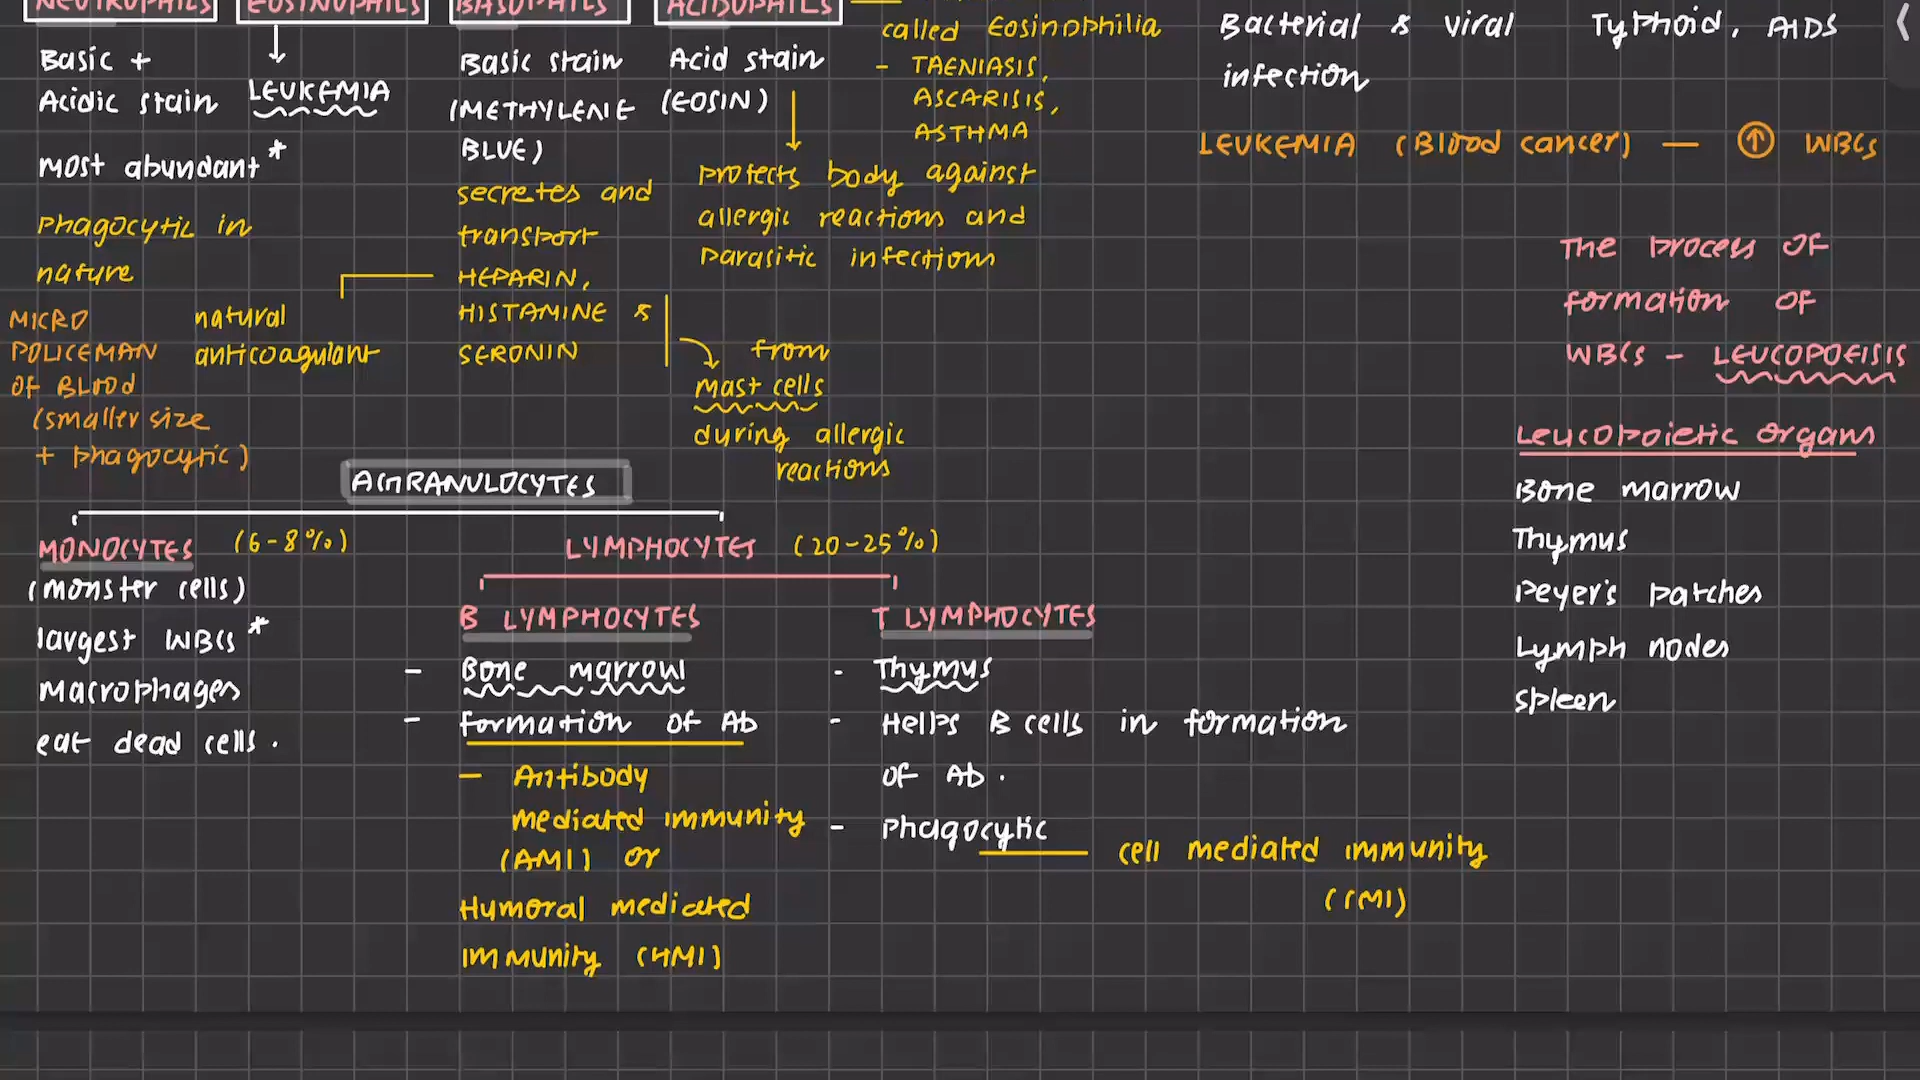 NEUTROPHILS
EOSINOPHILS
BASOPHILS
ACIDOPHILS
Basic +
Acidic stain
most abundant*
phagocytic in
nature
MICRO
POLICEMAN
OF BLOOD
(smaller size
+ phagocytic)
LEUKEMIA
natural
anticoagulant
Basic stain
(METHYLENE
BLUE)
secretes and
transport
HEPARIN,
HISTAMINE &
SERONIN
from
mast cells
during allergic
reactions
Acid stain
(EOSIN)
protects body against
allergic reactions and
parasitic infections
called Eosinophilia
- TAENIASIS,
ASCARISIS,
ASTHMA
Bacterial & viral
infection
Typhoid, AIDS
LEUKEMIA (Blood cancer) — ↑ WBCs
The process of
formation of
WBCs - LEUCOPOEISIS
Leucopoietic organs
Bone marrow
Thymus
Peyer's patches
Lymph nodes
spleen
AGRANULOCYTES
MONOCYTES (6-8%)
(monster cells)
largest WBCs*
Macrophages
eat dead cells.
LYMPHOCYTES (20-25%)
B LYMPHOCYTES
- Bone marrow
- formation of Ab
- Antibody
mediated immunity
(AMI) or
Humoral mediated
immunity (HMI)
T LYMPHOCYTES
- Thymus
- Helps B cells in formation
of Ab.
- phagocytic
cell mediated immunity
(CMI)